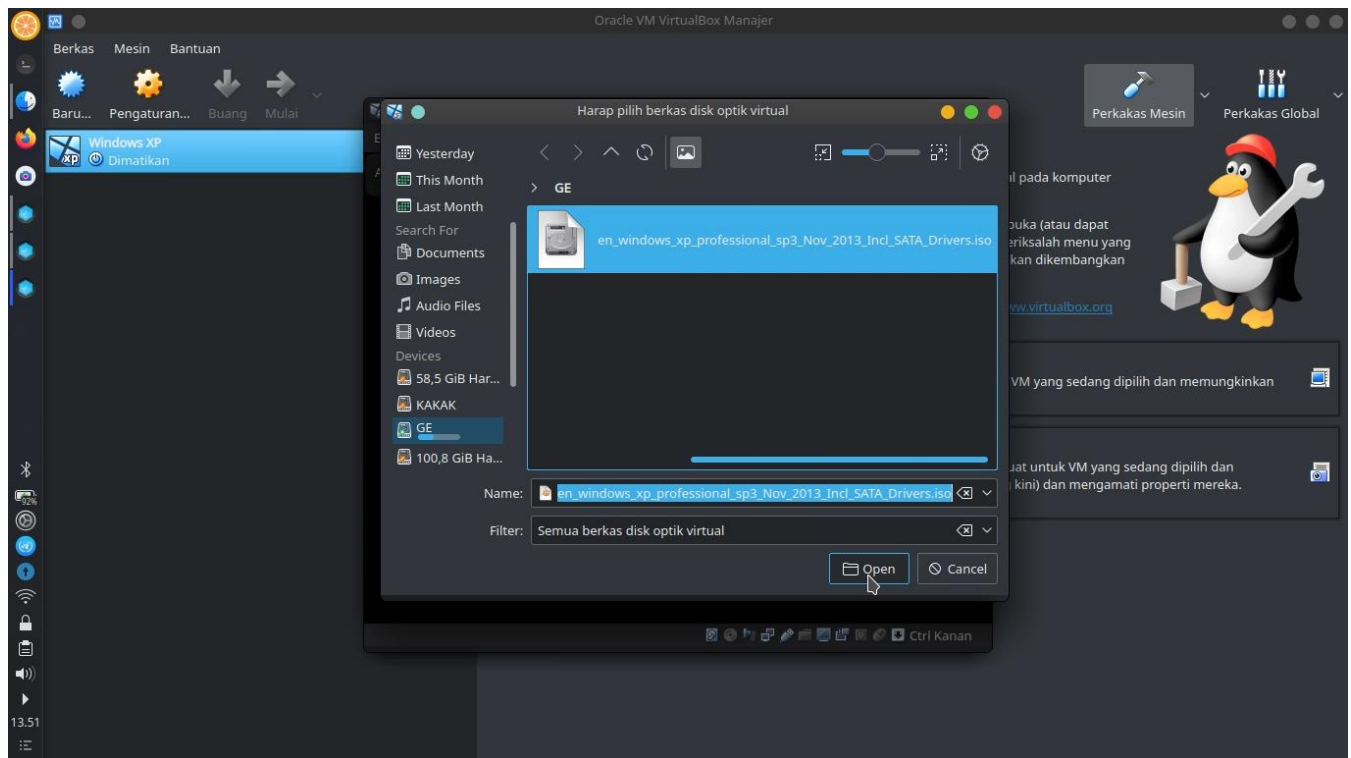 Oracle VM VirtualBox Manajer
Berkas Mesin Bantuan
Baru... Pengaturan... Buang Mulai
Perkakas Mesin Perkakas Global
Windows XP
Dimatikan
XP
Harap pilih berkas disk optik virtual
Yesterday
This Month
Last Month
Search For
Documents
Images
Audio Files
Videos
Devices
58,5 GiB Har...
KAKAK
GE
100,8 GiB Ha...
> GE
en_windows_xp_professional_sp3_Nov_2013_Incl_SATA_Drivers.iso
Name: en_windows_xp_professional_sp3_Nov_2013_Incl_SATA_Drivers.iso
Filter: Semua berkas disk optik virtual
Open Cancel
Ctrl Kanan
pada komputer
buka (atau dapat
eriksalah menu yang
kan dikembangkan
ww.virtualbox.org
VM yang sedang dipilih dan memungkinkan
uat untuk VM yang sedang dipilih dan
kini) dan mengamati properti mereka.
92%
13.51